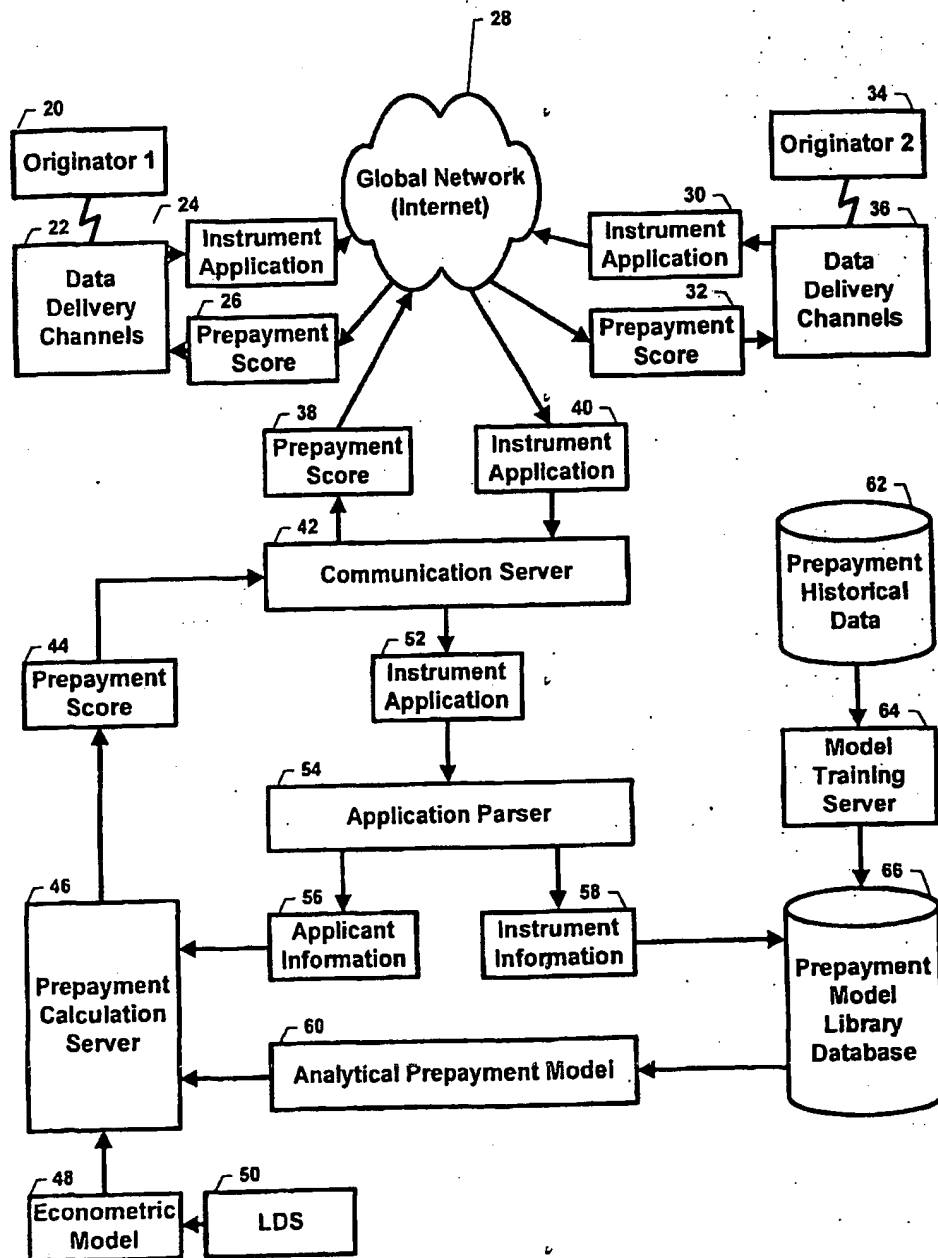 28
20
Originator 1
34
Originator 2
Global Network
(Internet)
24
Instrument
Application
30
Instrument
Application
22
Data
Delivery
Channels
36
Data
Delivery
Channels
26
Prepayment
Score
32
Prepayment
Score
38
Prepayment
Score
40
Instrument
Application
42
Communication Server
62
Prepayment
Historical
Data
44
Prepayment
Score
52
Instrument
Application
64
Model
Training
Server
54
Application Parser
46
Prepayment
Calculation
Server
56
Applicant
Information
58
Instrument
Information
66
Prepayment
Model
Library
Database
60
Analytical Prepayment Model
48
Econometric
Model
50
LDS